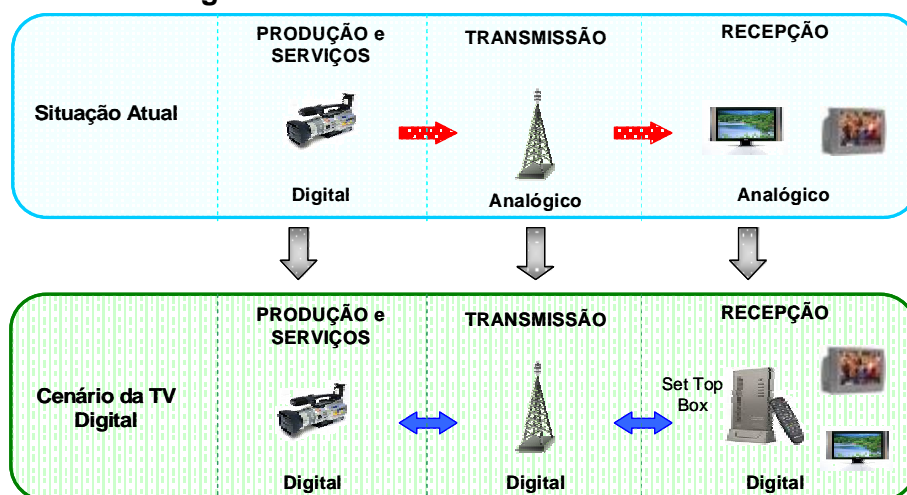 PRODUÇÃO e
SERVIÇOS
TRANSMISSÃO
RECEPÇÃO
Situação Atual
Digital
Analógico
Analógico
PRODUÇÃO e
SERVIÇOS
TRANSMISSÃO
RECEPÇÃO
Cenário da TV
Digital
Set Top
Box
Digital
Digital
Digital